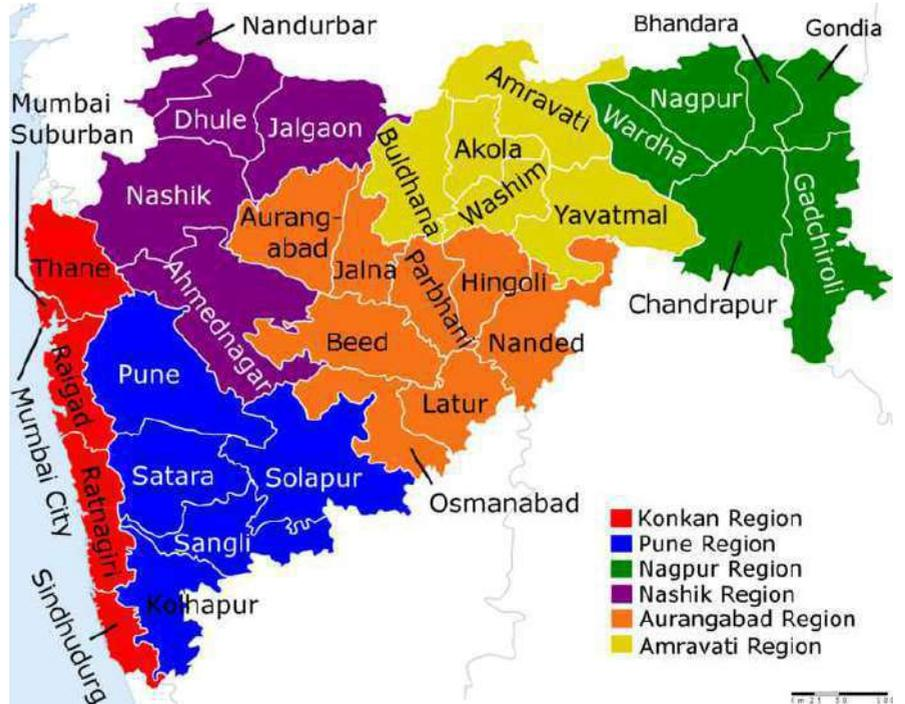 Nandurbar
Bhandara
Gondia
Mumbai
Suburban
Dhule
Jalgaon
Nashik
Buldhana
Amravati
Akola
Washim
Yavatmal
Nagpur
Wardha
Gadchiroli
Chandrapur
Aurang-
abad
Jalna
Parbhani
Hingoli
Nanded
Thane
Ahmednagar
Beed
Latur
Osmanabad
Raigad
Mumbai City
Pune
Satara
Solapur
Ratnagiri
Sangli
Kolhapur
Sindhudurg
Konkan Region
Pune Region
Nagpur Region
Nashik Region
Aurangabad Region
Amravati Region